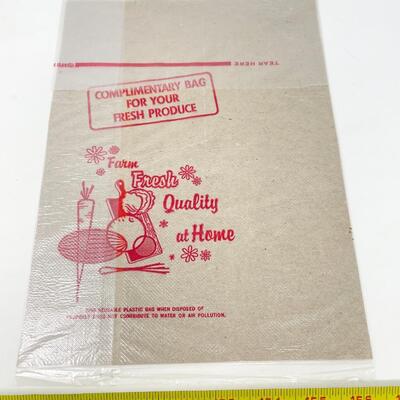 TEAR HERE
COMPLIMENTARY BAG
FOR YOUR
FRESH PRODUCE
Farm
Fresh
Quality
at Home
REUSABLE PLASTIC BAG WHEN DISPOSED OF
PROPERLY DOES NOT CONTRIBUTE TO WATER OR AIR POLLUTION.